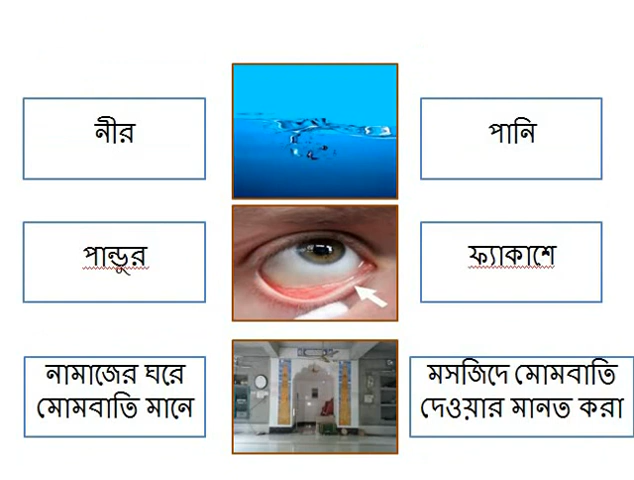 নীর
পানি
পান্ডুর
ফ্যাকাশে
নামাজের ঘরে
মোমবাতি মানে
মসজিদে মোমবাতি
দেওয়ার মানত করা